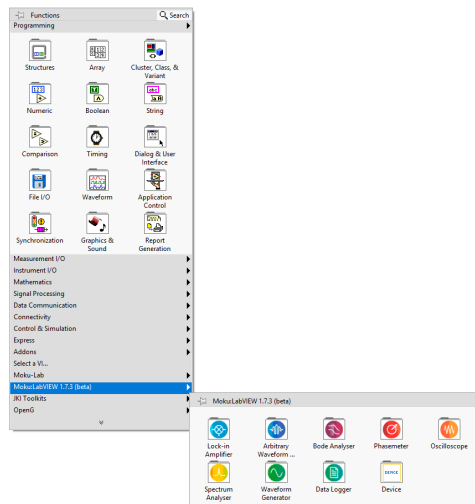 Functions
Search
Programming
Structures
Array
Cluster, Class, &
Variant
Numeric
Boolean
String
Comparison
Timing
Dialog & User
Interface
File I/O
Waveform
Application
Control
Synchronization
Graphics &
Sound
Report
Generation
Measurement I/O
Instrument I/O
Mathematics
Signal Processing
Data Communication
Connectivity
Control & Simulation
Express
Addons
Select a VI...
Moku-Lab
Moku:LabVIEW 1.7.3 (beta)
JKI Toolkits
OpenG
Moku:LabVIEW 1.7.3 (beta)
Lock-in
Amplifier
Arbitrary
Waveform ...
Bode Analyser
Phasemeter
Oscilloscope
Spectrum
Analyser
Waveform
Generator
Data Logger
DEVICE
Device